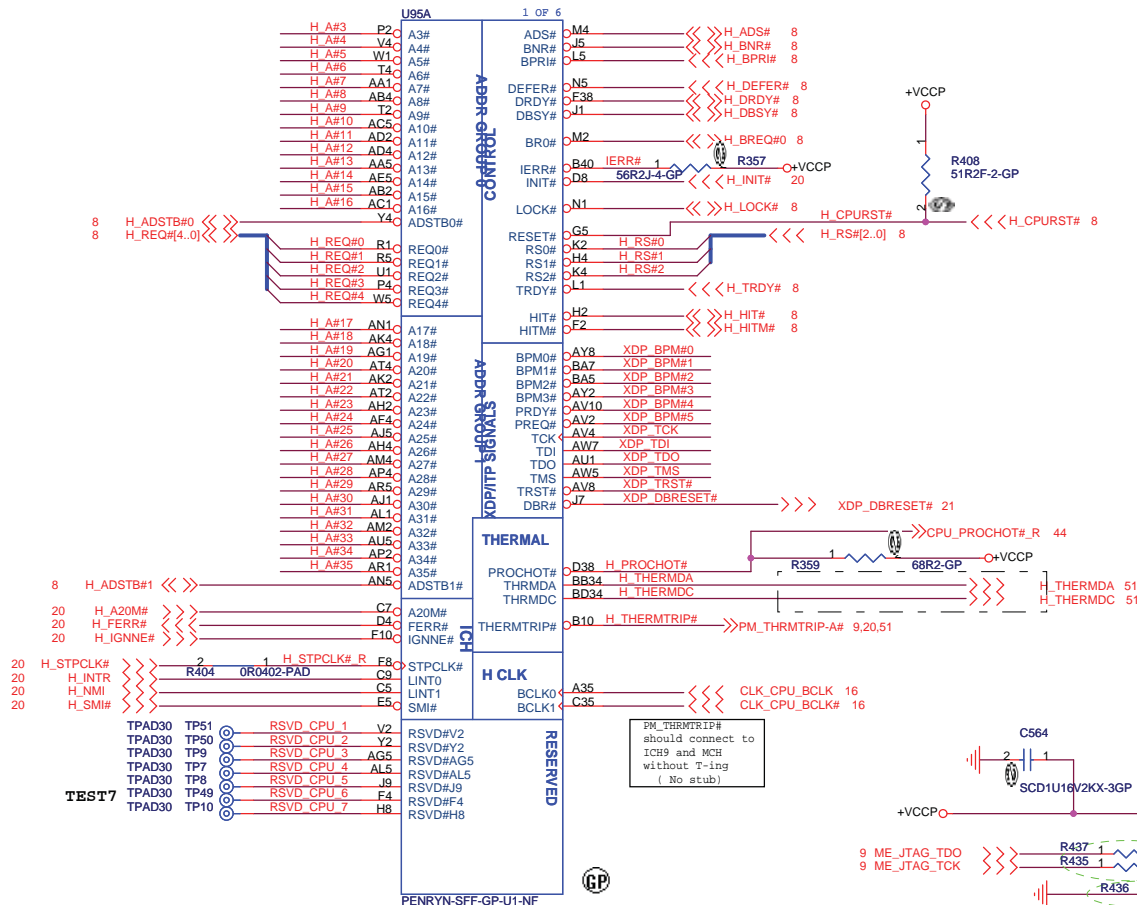 U95A 1 OF 6
H_A#3 P2 A3#
H_A#4 V4 A4#
H_A#5 W1 A5#
H_A#6 T4 A6#
H_A#7 AA1 A7#
H_A#8 AB4 A8#
H_A#9 T2 A9#
H_A#10 AC5 A10#
H_A#11 AD2 A11#
H_A#12 AD4 A12#
H_A#13 AA5 A13#
H_A#14 AE5 A14#
H_A#15 AB2 A15#
H_A#16 AC1 A16#
8 H_ADSTB#0 Y4 ADSTB0#
8 H_REQ#[4..0]
H_REQ#0 R1 REQ0#
H_REQ#1 R5 REQ1#
H_REQ#2 U1 REQ2#
H_REQ#3 P4 REQ3#
H_REQ#4 W5 REQ4#
ADDR GROUP 0
CONTROL
H_A#17 AN1 A17#
H_A#18 AK4 A18#
H_A#19 AG1 A19#
H_A#20 AT4 A20#
H_A#21 AK2 A21#
H_A#22 AT2 A22#
H_A#23 AH2 A23#
H_A#24 AF4 A24#
H_A#25 AJ5 A25#
H_A#26 AH4 A26#
H_A#27 AM4 A27#
H_A#28 AP4 A28#
H_A#29 AR5 A29#
H_A#30 AJ1 A30#
H_A#31 AL1 A31#
H_A#32 AM2 A32#
H_A#33 AU5 A33#
H_A#34 AP2 A34#
H_A#35 AR1 A35#
8 H_ADSTB#1 AN5 ADSTB1#
ADDR GROUP 1
XDP/ITP SIGNALS
20 H_A20M# C7 A20M#
20 H_FERR# D4 FERR#
20 H_IGNNE# F10 IGNNE#
ICH
20 H_STPCLK# 2 1 H_STPCLK#_R F8 STPCLK#
R404 0R0402-PAD
20 H_INTR C9 LINT0
20 H_NMI C5 LINT1
20 H_SMI# E5 SMI#
TPAD30 TP51 RSVD_CPU_1 V2 RSVD#V2
TPAD30 TP50 RSVD_CPU_2 Y2 RSVD#Y2
TPAD30 TP9 RSVD_CPU_3 AG5 RSVD#AG5
TPAD30 TP7 RSVD_CPU_4 AL5 RSVD#AL5
TPAD30 TP8 RSVD_CPU_5 J9 RSVD#J9
TPAD30 TP49 RSVD_CPU_6 F4 RSVD#F4
TPAD30 TP10 RSVD_CPU_7 H8 RSVD#H8
TEST7
RESERVED
PENRYN-SFF-GP-U1-NF
GP
ADS# M4 H_ADS# 8
BNR# J5 H_BNR# 8
BPRI# L5 H_BPRI# 8
DEFER# N5 H_DEFER# 8
DRDY# F38 H_DRDY# 8
DBSY# J1 H_DBSY# 8
BR0# M2 H_BREQ#0 8
IERR# B40 IERR# 1 2 R357 +VCCP
56R2J-4-GP
INIT# D8 H_INIT# 20
LOCK# N1 H_LOCK# 8
+VCCP
1
R408
51R2F-2-GP
2
RESET# G5 H_CPURST# H_CPURST# 8
RS0# K2 H_RS#0 H_RS#[2..0] 8
RS1# H4 H_RS#1
RS2# K4 H_RS#2
TRDY# L1 H_TRDY# 8
HIT# H2 H_HIT# 8
HITM# F2 H_HITM# 8
BPM0# AY8 XDP_BPM#0
BPM1# BA7 XDP_BPM#1
BPM2# BA5 XDP_BPM#2
BPM3# AY2 XDP_BPM#3
PRDY# AV10 XDP_BPM#4
PREQ# AV2 XDP_BPM#5
TCK AV4 XDP_TCK
TDI AW7 XDP_TDI
TDO AU1 XDP_TDO
TMS AW5 XDP_TMS
TRST# AV8 XDP_TRST#
DBR# J7 XDP_DBRESET# XDP_DBRESET# 21
THERMAL
CPU_PROCHOT#_R 44
R359 1 2 68R2-GP +VCCP
PROCHOT# D38 H_PROCHOT#
THRMDA BB34 H_THERMDA H_THERMDA 51
THRMDC BD34 H_THERMDC H_THERMDC 51
THERMTRIP# B10 H_THERMTRIP# PM_THRMTRIP-A# 9,20,51
H CLK
BCLK0 A35 CLK_CPU_BCLK 16
BCLK1 C35 CLK_CPU_BCLK# 16
PM_THRMTRIP#
should connect to
ICH9 and MCH
without T-ing
( No stub)
C564
2 1
SCD1U16V2KX-3GP
+VCCP
9 ME_JTAG_TDO R437 1
9 ME_JTAG_TCK R435 1
R436